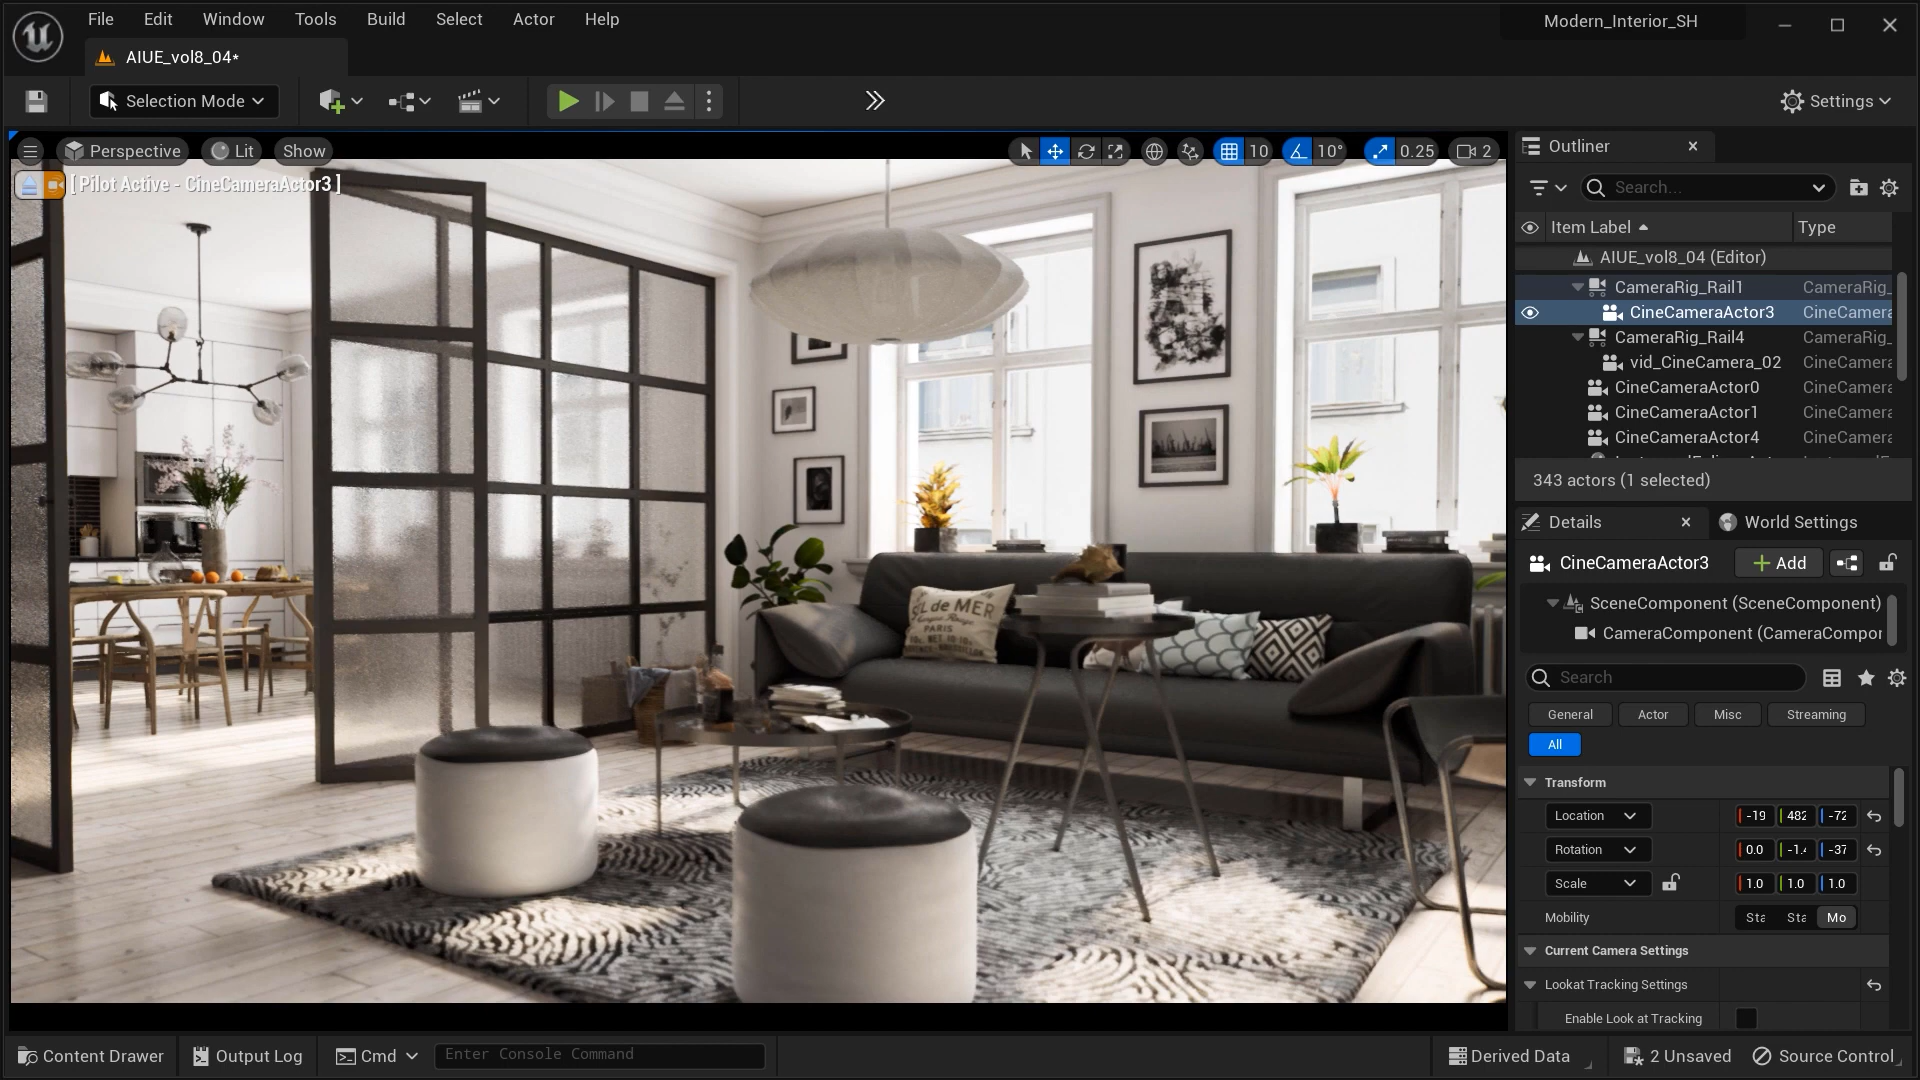 File Edit Window Tools Build Select Actor Help
Modern_Interior_SH
AIUE_vol8_04*
Selection Mode
Settings
Perspective Lit Show
10 10° 0.25 2
[ Pilot Active - CineCameraActor3 ]
Outliner
Search...
Item Label Type
AIUE_vol8_04 (Editor)
CameraRig_Rail1 CameraRig_
CineCameraActor3 CineCamera
CameraRig_Rail4 CameraRig_
vid_CineCamera_02 CineCamera
CineCameraActor0 CineCamera
CineCameraActor1 CineCamera
CineCameraActor4 CineCamera
343 actors (1 selected)
Details World Settings
CineCameraActor3 Add
SceneComponent (SceneComponent)
CameraComponent (CameraCompor
Search
General Actor Misc Streaming
All
Transform
Location -19 482 -72
Rotation 0.0 -1.4 -37
Scale 1.0 1.0 1.0
Mobility Sta Sta Mo
Current Camera Settings
Lookat Tracking Settings
Enable Look at Tracking
de MER
PARIS
Content Drawer Output Log Cmd Enter Console Command
Derived Data 2 Unsaved Source Control